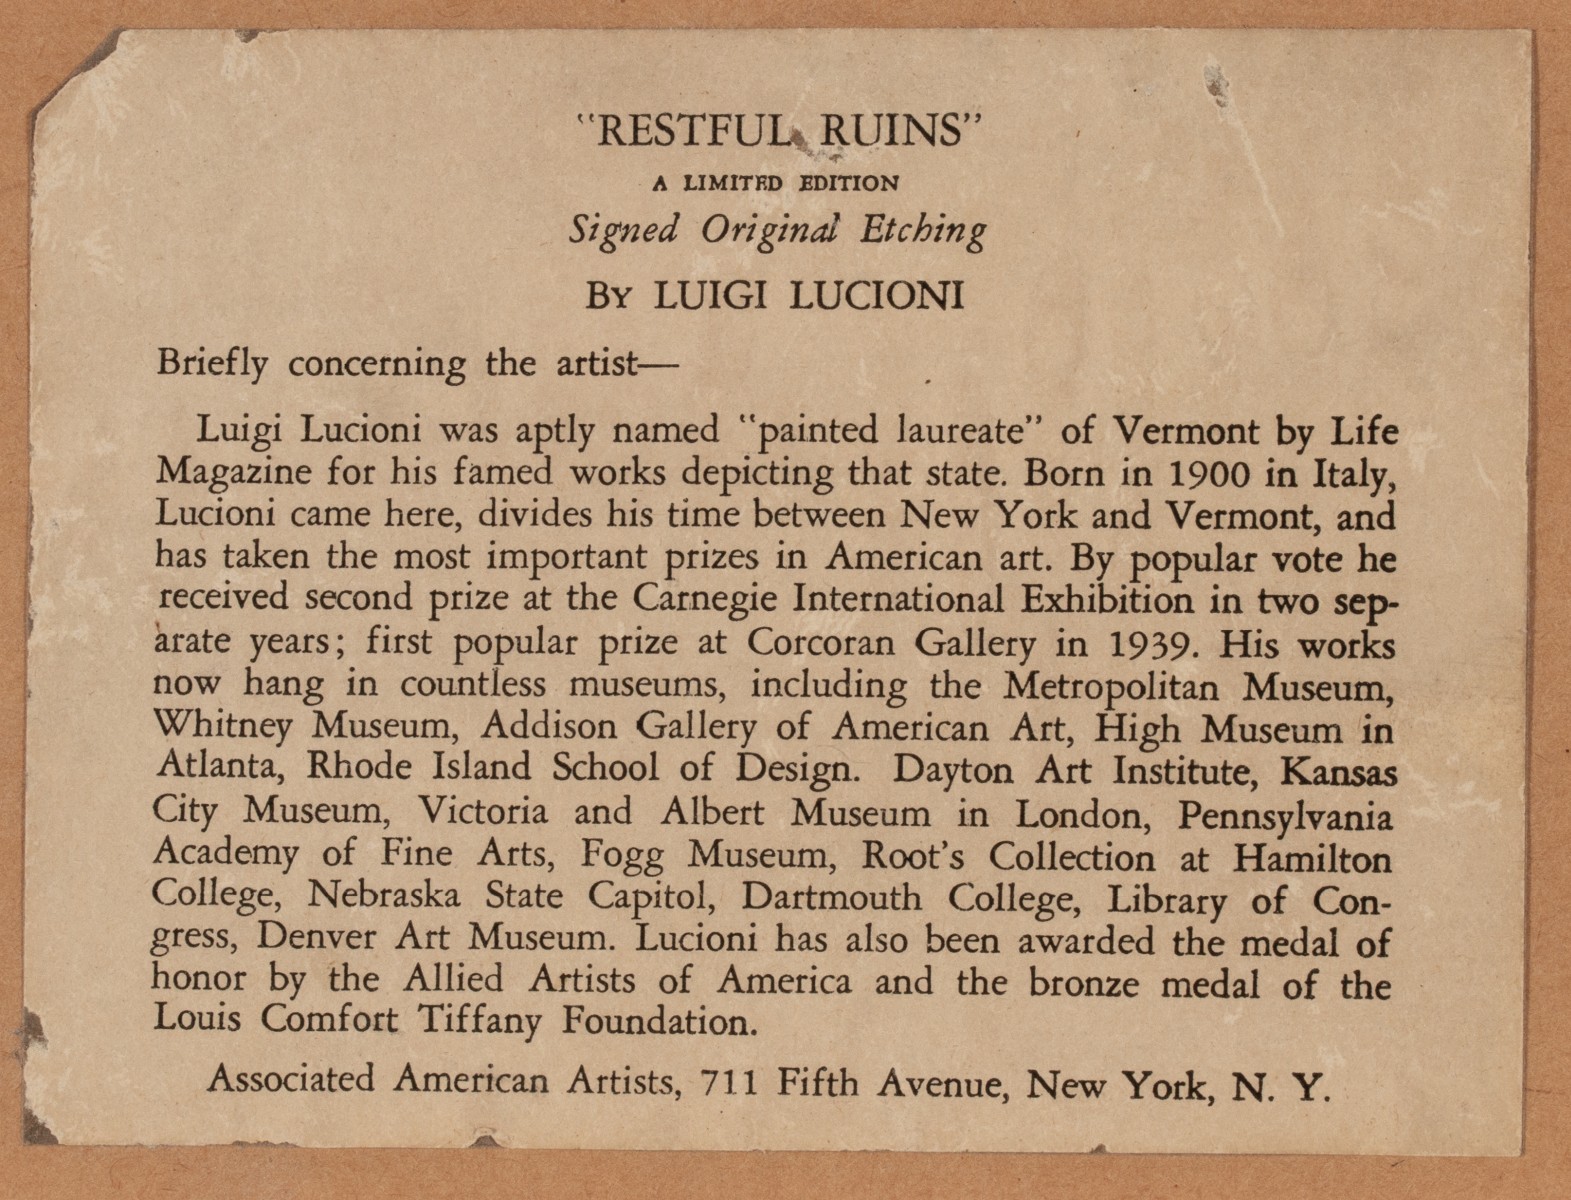 "RESTFUL RUINS"
A LIMITED EDITION
Signed Original Etching
BY LUIGI LUCIONI
Briefly concerning the artist—
Luigi Lucioni was aptly named "painted laureate" of Vermont by Life
Magazine for his famed works depicting that state. Born in 1900 in Italy,
Lucioni came here, divides his time between New York and Vermont, and
has taken the most important prizes in American art. By popular vote he
received second prize at the Carnegie International Exhibition in two sep-
arate years; first popular prize at Corcoran Gallery in 1939. His works
now hang in countless museums, including the Metropolitan Museum,
Whitney Museum, Addison Gallery of American Art, High Museum in
Atlanta, Rhode Island School of Design. Dayton Art Institute, Kansas
City Museum, Victoria and Albert Museum in London, Pennsylvania
Academy of Fine Arts, Fogg Museum, Root's Collection at Hamilton
College, Nebraska State Capitol, Dartmouth College, Library of Con-
gress, Denver Art Museum. Lucioni has also been awarded the medal of
honor by the Allied Artists of America and the bronze medal of the
Louis Comfort Tiffany Foundation.
Associated American Artists, 711 Fifth Avenue, New York, N. Y.